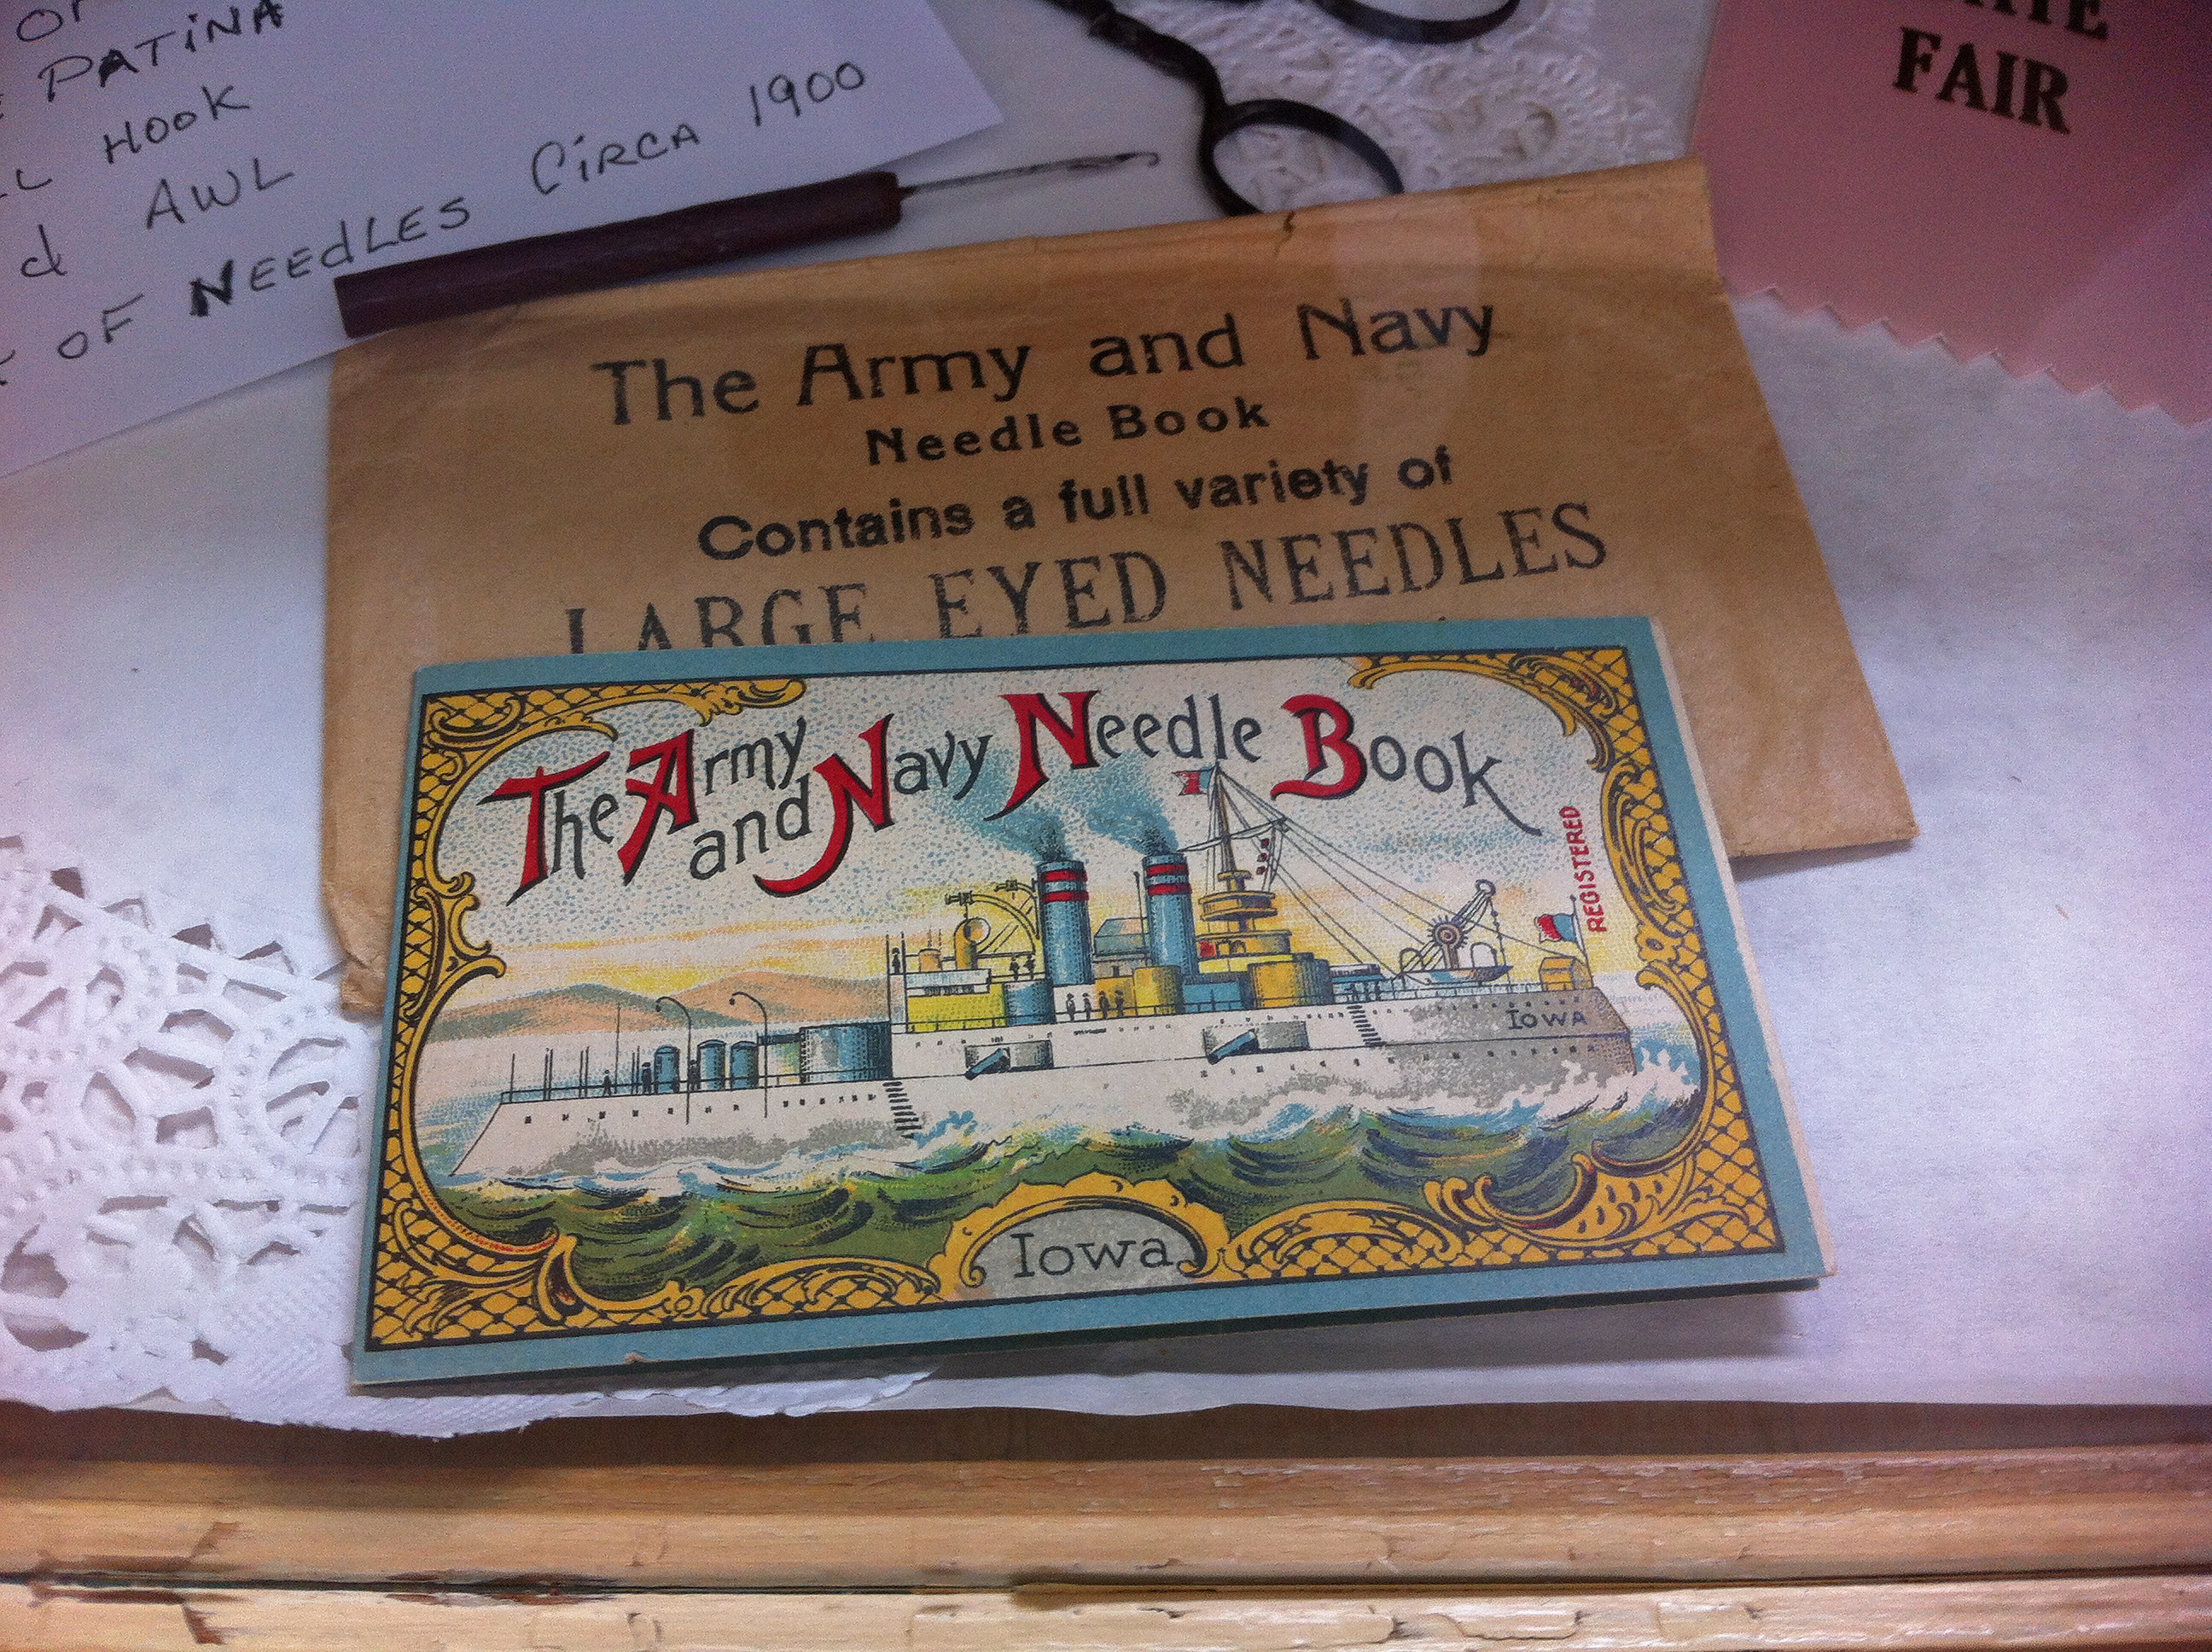 PATINA
HOOK
AWL
OF NEEdLES CiRCA 1900
FAIR
The Army and Navy
Needle Book
Contains a full variety of
LARGE EYED NEEDLES
The Army and Navy Needle Book
REGISTERED
IOWA
IOWA